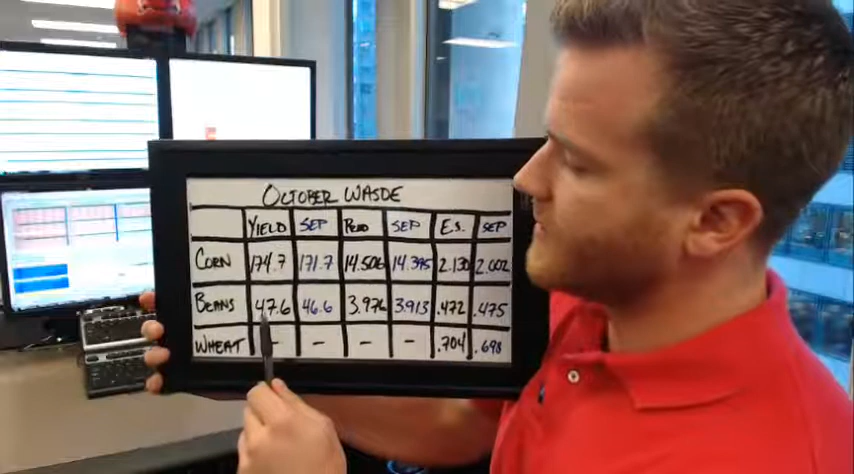 OCTOBER WASDE
YIELD SEP PROD SEP E.S. SEP
CORN 174.7 171.7 14.506 14.395 2.130 2.002
BEANS 47.6 46.6 3.976 3.913 .472 .475
WHEAT - - - - .704 .698